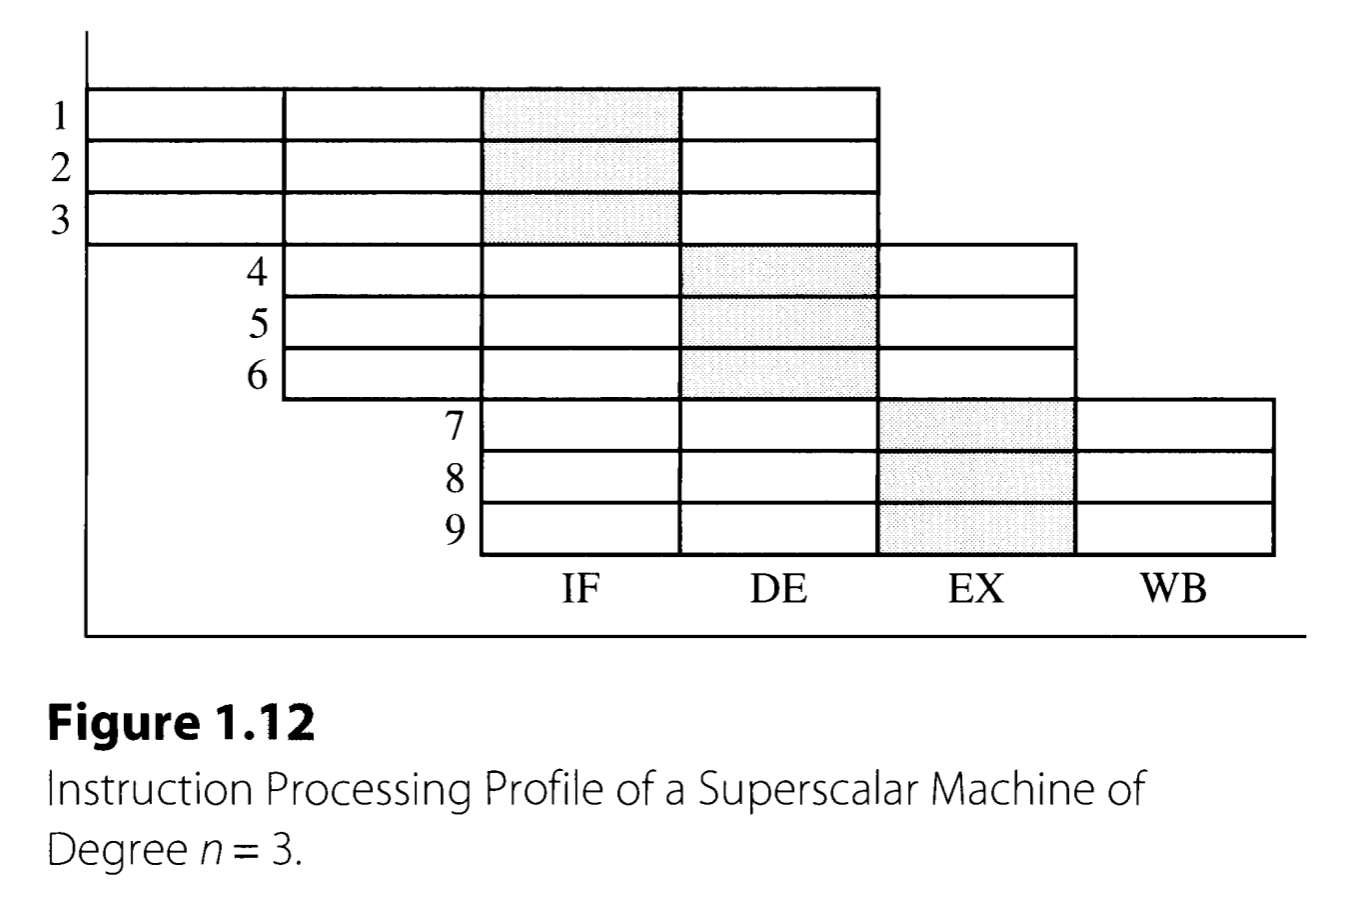 1
2
3
4
5
6
7
8
9
IF DE EX WB
Figure 1.12
Instruction Processing Profile of a Superscalar Machine of
Degree n = 3.